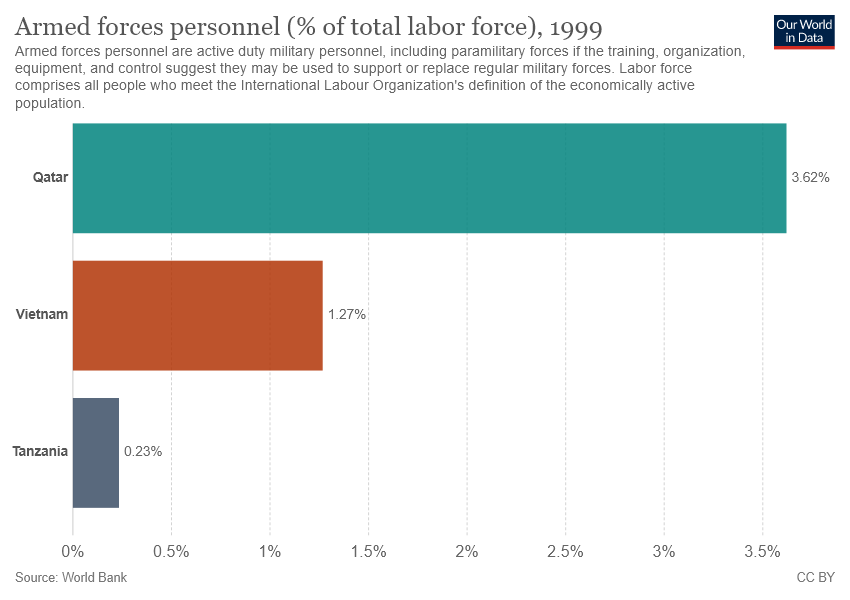 Armed forces personnel (% of total labor force), 1999
Our World
in Data
Armed forces personnel are active duty military personnel, including paramilitary forces if the training, organization,
equipment, and control suggest they may be used to support or replace regular military forces. Labor force
comprises all people who meet the International Labour Organization's definition of the economically active
population.
Qatar
3.62%
Vietnam
1.27%
Tanzania
0.23%
0%
0.5%
1%
1.5%
2%
2.5%
3%
3.5%
Source: World Bank
CC BY